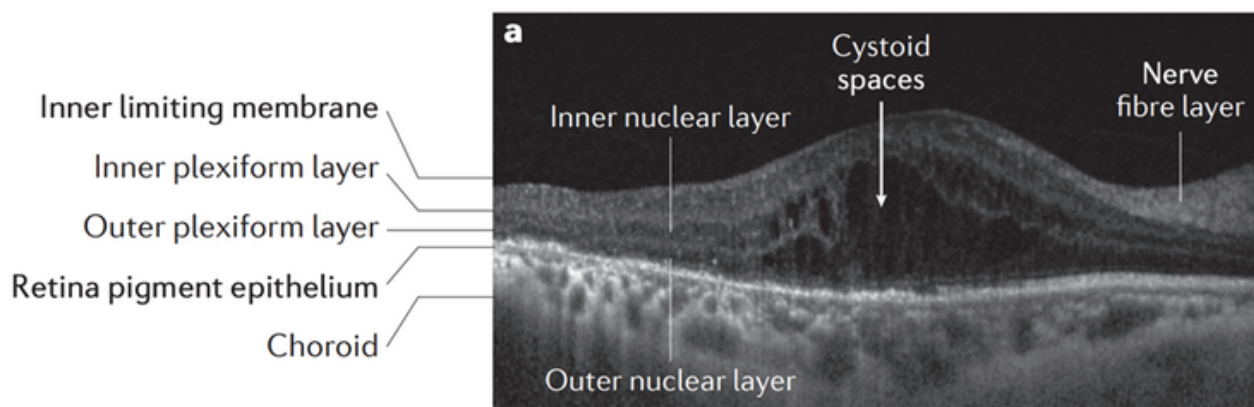 a
Inner limiting membrane
Inner plexiform layer
Outer plexiform layer
Retina pigment epithelium
Choroid
Inner nuclear layer
Cystoid
spaces
Nerve
fibre layer
Outer nuclear layer